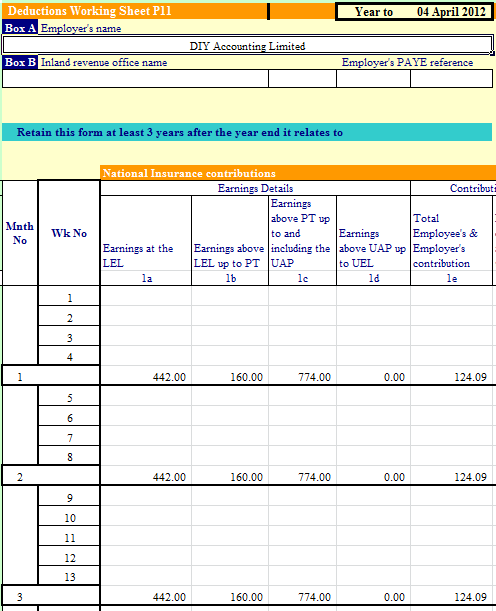 Deductions Working Sheet P11 Year to 04 April 2012
Box A Employer's name
DIY Accounting Limited
Box B Inland revenue office name Employer's PAYE reference
Retain this form at least 3 years after the year end it relates to
National Insurance contributions
Earnings Details Contributi
Mnth No
Wk No
Earnings at the LEL
Earnings above LEL up to PT
Earnings above PT up to and including the UAP
Earnings above UAP up to UEL
Total Employee's & Employer's contribution
1a 1b 1c 1d 1e
1
2
3
4
1 442.00 160.00 774.00 0.00 124.09
5
6
7
8
2 442.00 160.00 774.00 0.00 124.09
9
10
11
12
13
3 442.00 160.00 774.00 0.00 124.09